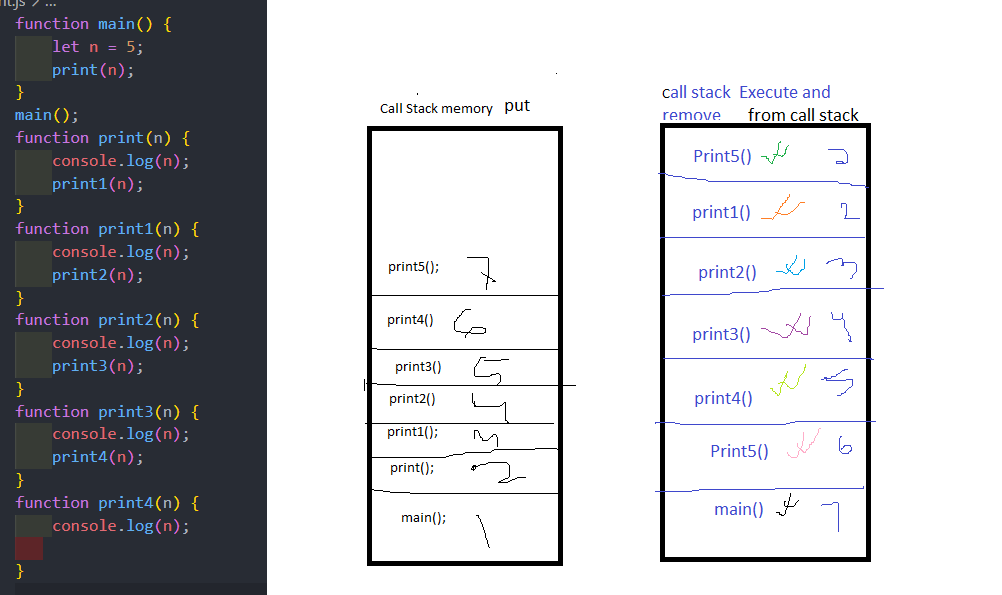 function main() {
let n = 5;
print(n);
}
main();
function print(n) {
console.log(n);
print1(n);
}
function print1(n) {
console.log(n);
print2(n);
}
function print2(n) {
console.log(n);
print3(n);
}
function print3(n) {
console.log(n);
print4(n);
}
function print4(n) {
console.log(n);
}
Call Stack memory put
print5(); 7
print4() 6
print3() 5
print2() 4
print1(); 3
print(); 2
main(); 1
call stack Execute and
remove from call stack
Print5()
print1() 2
print2() 3
print3() 4
print4() 5
Print5() 6
main() 7